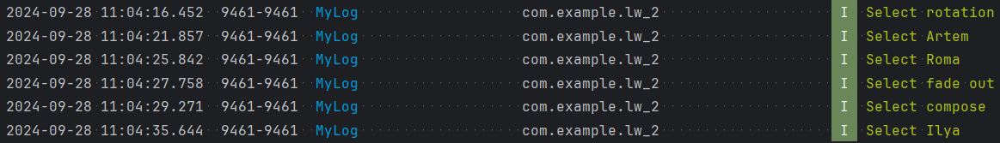 2024-09-28 11:04:16.452 9461-9461 MyLog com.example.lw_2 I Select rotation
2024-09-28 11:04:21.857 9461-9461 MyLog com.example.lw_2 I Select Artem
2024-09-28 11:04:25.842 9461-9461 MyLog com.example.lw_2 I Select Roma
2024-09-28 11:04:27.758 9461-9461 MyLog com.example.lw_2 I Select fade out
2024-09-28 11:04:29.271 9461-9461 MyLog com.example.lw_2 I Select compose
2024-09-28 11:04:35.644 9461-9461 MyLog com.example.lw_2 I Select Ilya